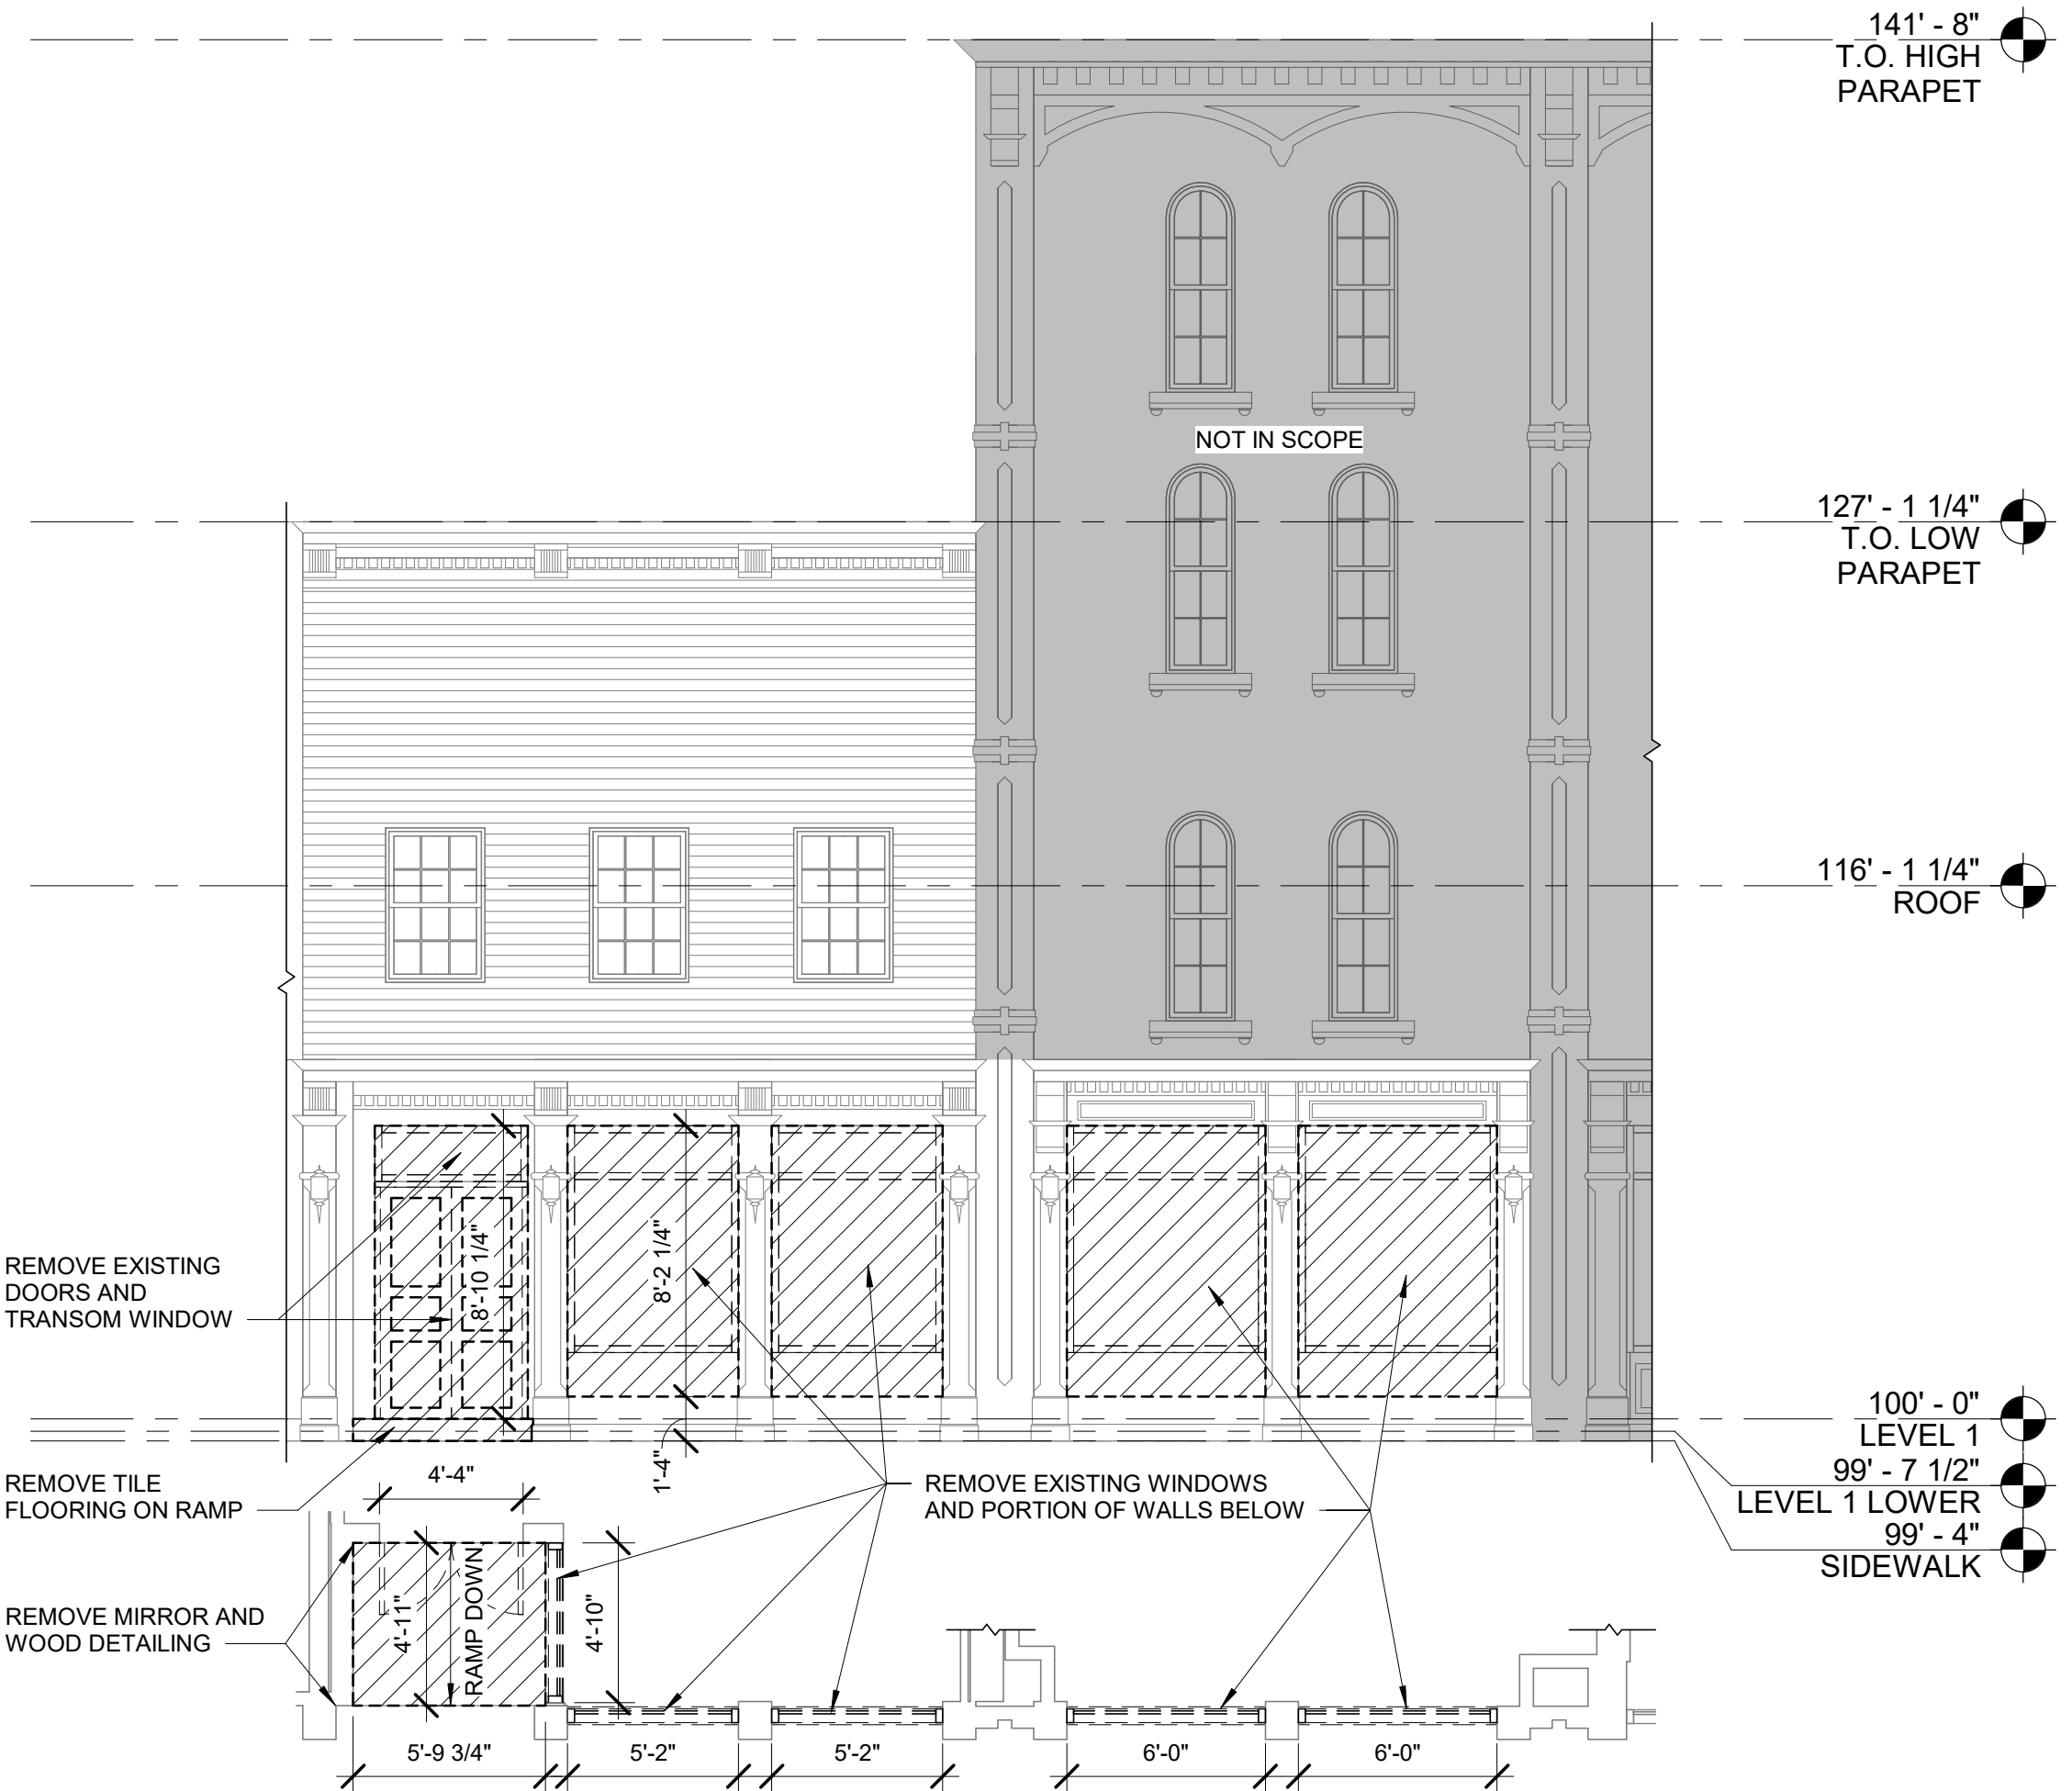 141' - 8"
T.O. HIGH
PARAPET
NOT IN SCOPE
127' - 1 1/4"
T.O. LOW
PARAPET
116' - 1 1/4"
ROOF
8'-10 1/4"
8'-2 1/4"
REMOVE EXISTING
DOORS AND
TRANSOM WINDOW
100' - 0"
LEVEL 1
99' - 7 1/2"
LEVEL 1 LOWER
99' - 4"
SIDEWALK
1'-4"
4'-4"
REMOVE TILE
FLOORING ON RAMP
REMOVE EXISTING WINDOWS
AND PORTION OF WALLS BELOW
4'-11"
RAMP DOWN
4'-10"
REMOVE MIRROR AND
WOOD DETAILING
5'-9 3/4"
5'-2"
5'-2"
6'-0"
6'-0"